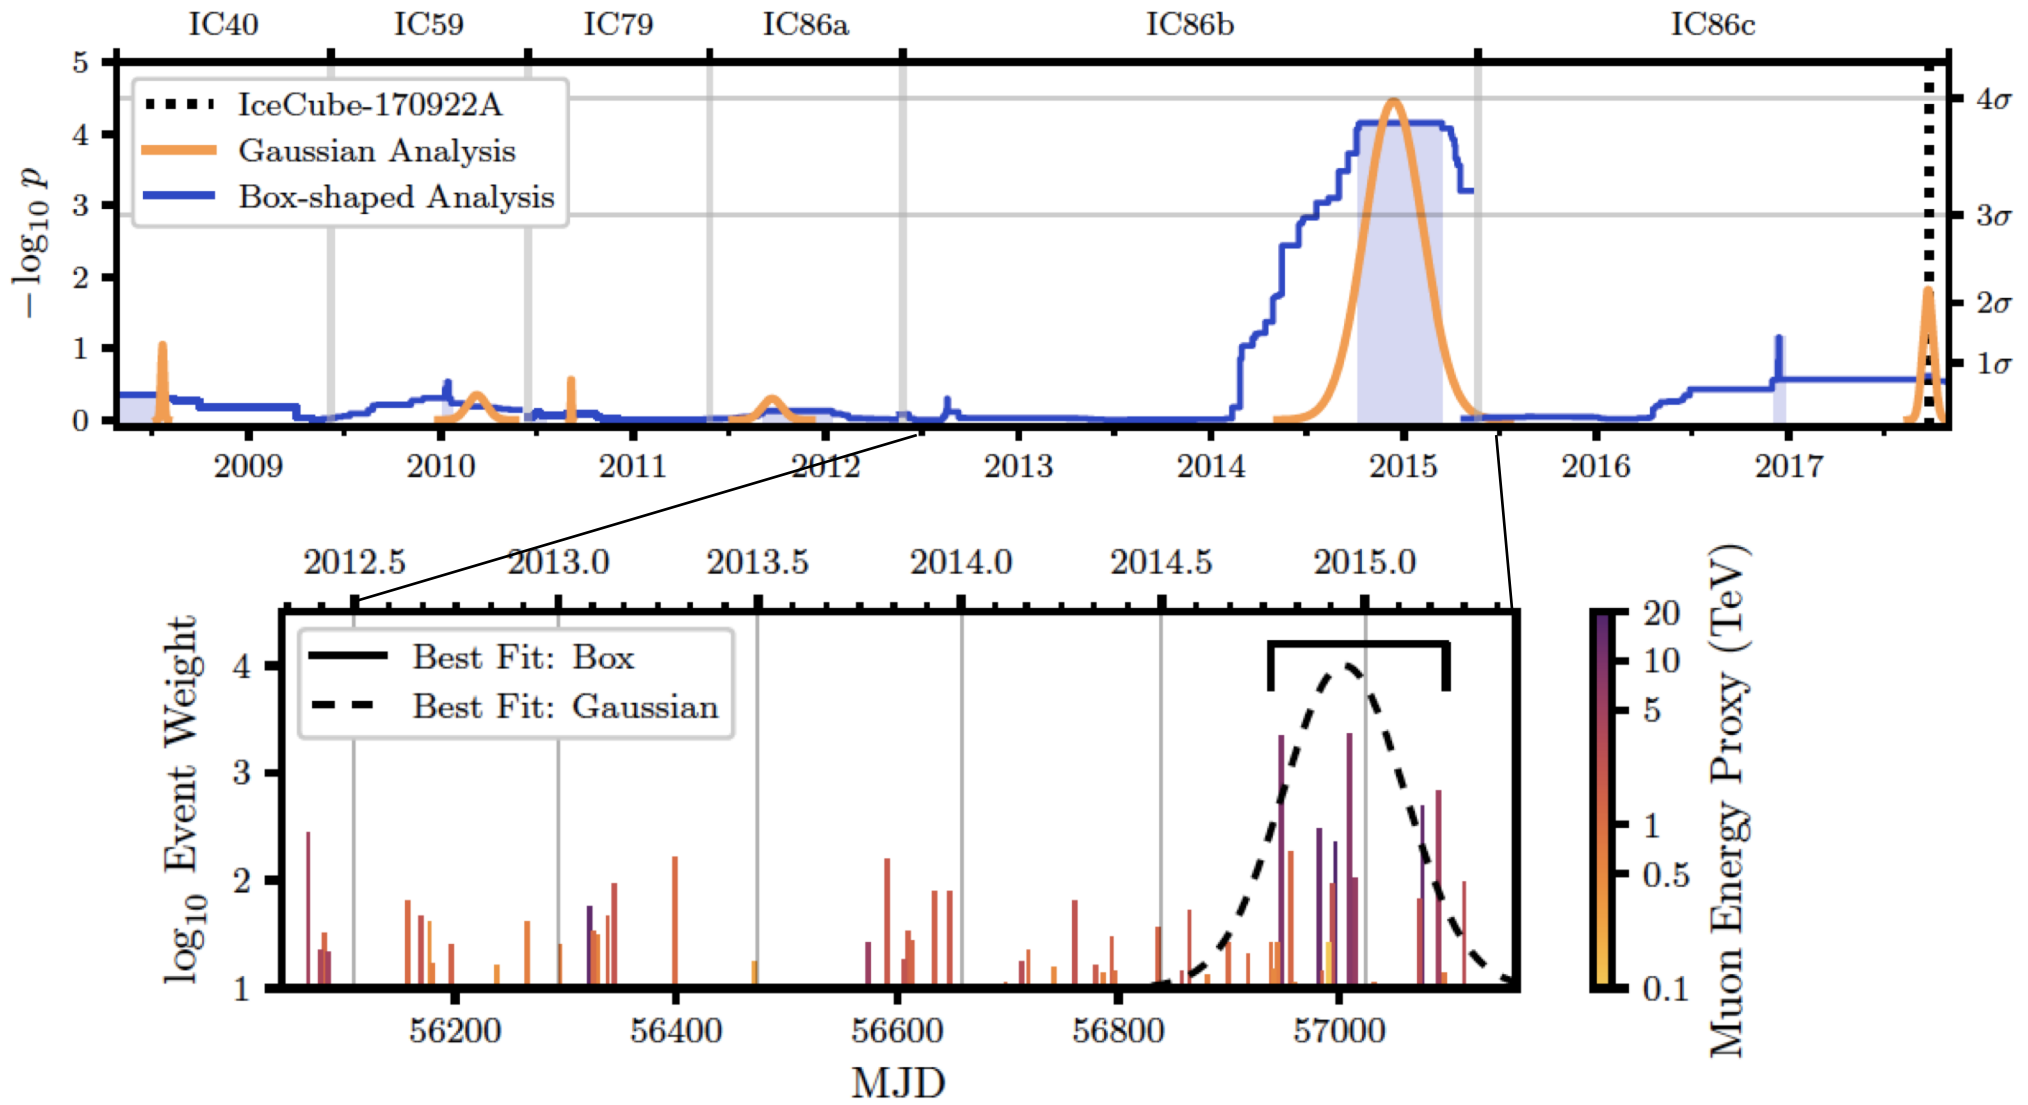 IC40 IC59 IC79 IC86a IC86b IC86c
5
4
3
2
1
0
− log₁₀ p
IceCube-170922A
Gaussian Analysis
Box-shaped Analysis
4σ
3σ
2σ
1σ
2009 2010 2011 2012 2013 2014 2015 2016 2017
2012.5 2013.0 2013.5 2014.0 2014.5 2015.0
4
3
2
1
log₁₀ Event Weight
Best Fit: Box
Best Fit: Gaussian
56200 56400 56600 56800 57000
MJD
20
10
5
1
0.5
0.1
Muon Energy Proxy (TeV)